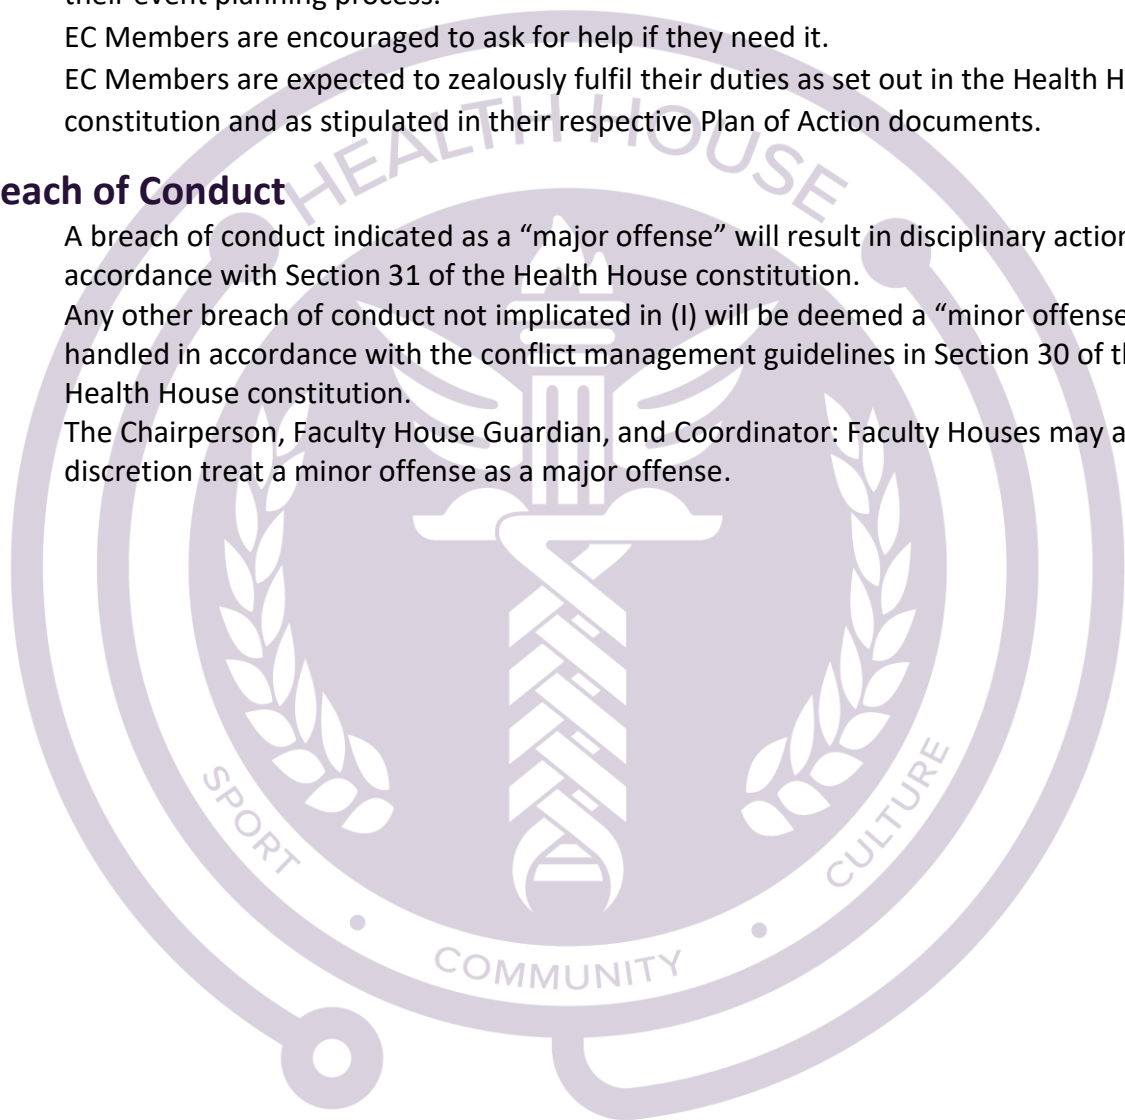 their event planning process.
EC Members are encouraged to ask for help if they need it.
EC Members are expected to zealously fulfil their duties as set out in the Health H
constitution and as stipulated in their respective Plan of Action documents.
HEALTH HOUSE
each of Conduct
A breach of conduct indicated as a “major offense” will result in disciplinary action
accordance with Section 31 of the Health House constitution.
Any other breach of conduct not implicated in (I) will be deemed a “minor offense
handled in accordance with the conflict management guidelines in Section 30 of th
Health House constitution.
The Chairperson, Faculty House Guardian, and Coordinator: Faculty Houses may a
discretion treat a minor offense as a major offense.
SPORT • COMMUNITY • CULTURE